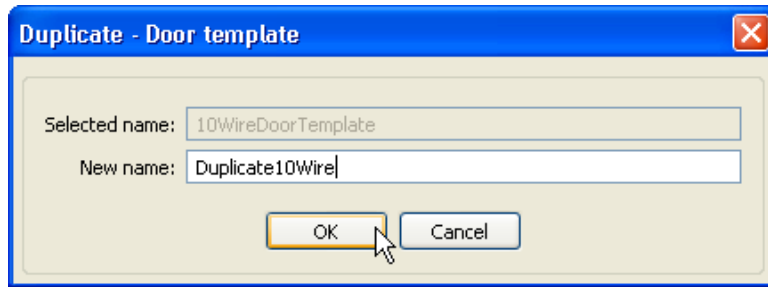 Duplicate - Door template
Selected name: 10WireDoorTemplate
New name: Duplicate10Wire
OK Cancel